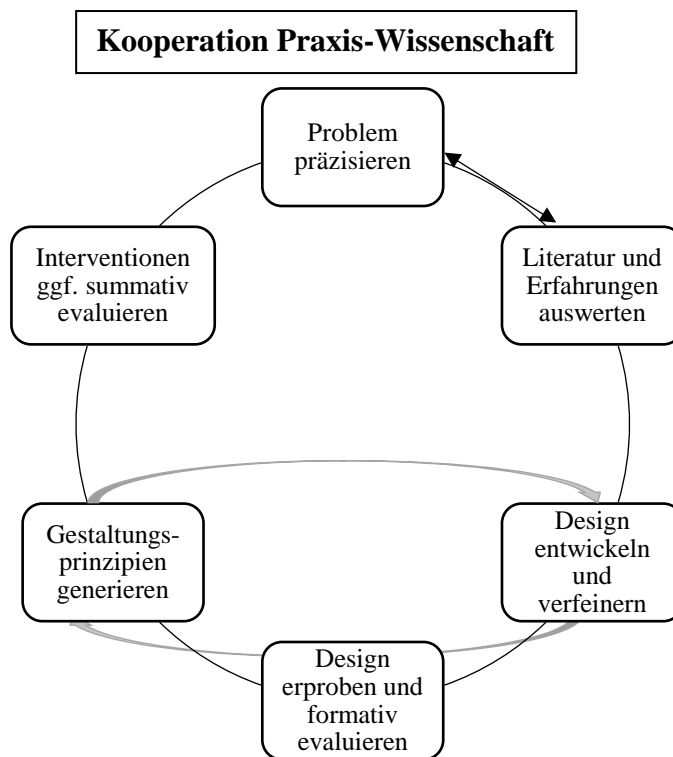 Kooperation Praxis-Wissenschaft
Problem
präzisieren
Literatur und
Erfahrungen
auswerten
Design
entwickeln
und
verfeinern
Design
erproben und
formativ
evaluieren
Gestaltungs-
prinzipien
generieren
Interventionen
ggf. summativ
evaluieren